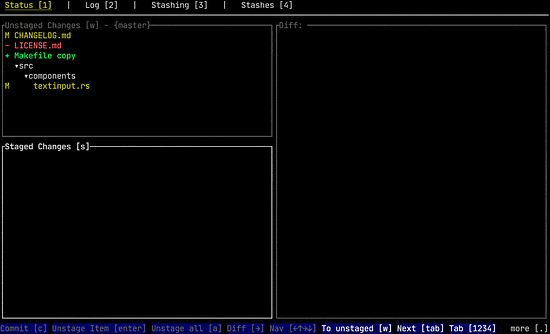 Status [1] | Log [2] | Stashing [3] | Stashes [4]
Unstaged Changes [w] - {master}
M CHANGELOG.md
- LICENSE.md
+ Makefile copy
▾src
▾components
M textinput.rs
Staged Changes [s]
Diff:
Commit [c] Unstage Item [enter] Unstage all [a] Diff [→] Nav [←↑→↓] To unstaged [w] Next [tab] Tab [1234] more [.]